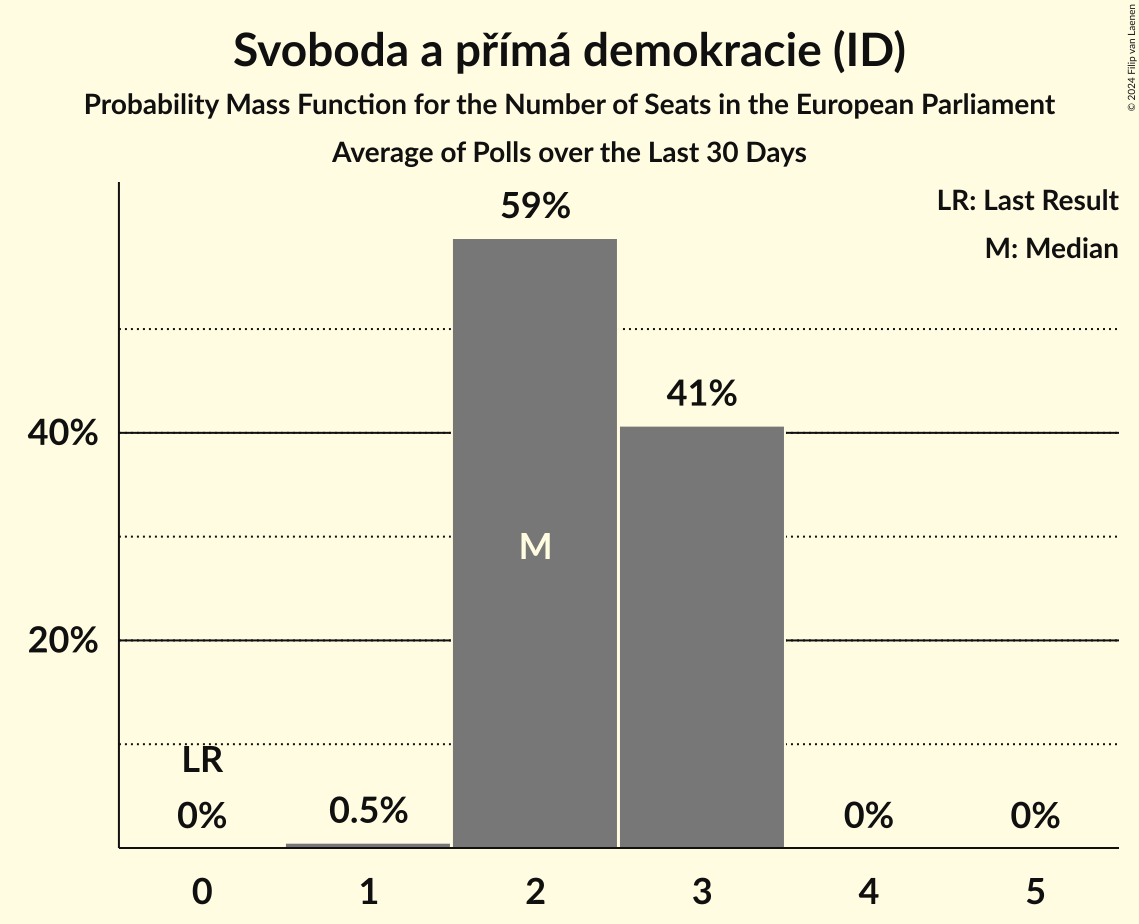 Svoboda a přímá demokracie (ID)
Probability Mass Function for the Number of Seats in the European Parliament
Average of Polls over the Last 30 Days
© 2024 Filip van Laenen
LR: Last Result
M: Median
59%
41%
40%
M
20%
LR
0%
0.5%
0%
0%
0 1 2 3 4 5